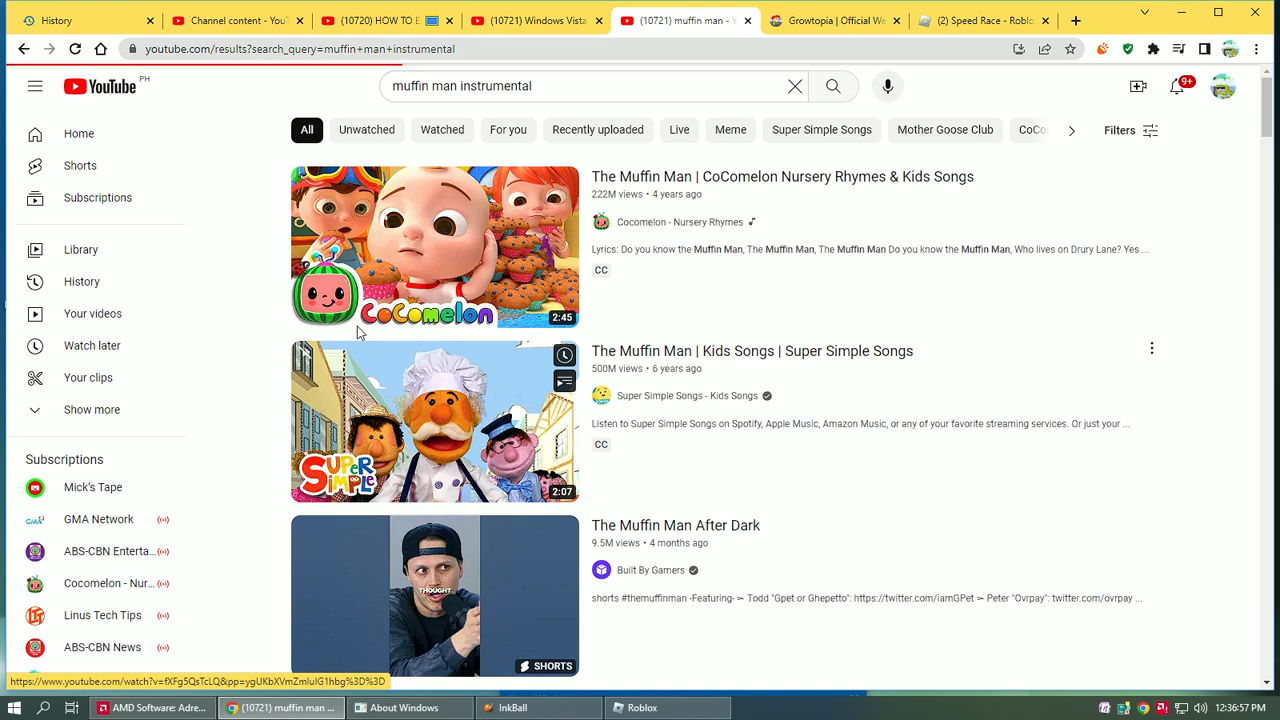 History
Channel content - YouT
(10720) HOW TO E
(10721) Windows Vista
(10721) muffin man -
Growtopia | Official We
(2) Speed Race - Roblo
youtube.com/results?search_query=muffin+man+instrumental
YouTube PH
muffin man instrumental
9+
All
Unwatched
Watched
For you
Recently uploaded
Live
Meme
Super Simple Songs
Mother Goose Club
CoCo
Filters
Home
Shorts
Subscriptions
Library
History
Your videos
Watch later
Your clips
Show more
Subscriptions
Mick's Tape
GMA Network
ABS-CBN Enterta...
Cocomelon - Nur...
Linus Tech Tips
ABS-CBN News
CoComelon
2:45
The Muffin Man | CoComelon Nursery Rhymes & Kids Songs
222M views • 4 years ago
Cocomelon - Nursery Rhymes
Lyrics: Do you know the Muffin Man, The Muffin Man, The Muffin Man Do you know the Muffin Man, Who lives on Drury Lane? Yes ...
CC
SUPER SIMPLE
2:07
The Muffin Man | Kids Songs | Super Simple Songs
500M views • 6 years ago
Super Simple Songs - Kids Songs
Listen to Super Simple Songs on Spotify, Apple Music, Amazon Music, or any of your favorite streaming services. Or just your ...
CC
THOUGHT
SHORTS
The Muffin Man After Dark
9.5M views • 4 months ago
Built By Gamers
shorts #themuffinman -Featuring- ➣ Todd "Gpet or Ghepetto": https://twitter.com/iamGPet ➣ Peter "Ovrpay": twitter.com/ovrpay ...
https://www.youtube.com/watch?v=fXFg5QsTcLQ&pp=ygUKbXVmZmluIG1hbg%3D%3D
AMD Software: Adre...
(10721) muffin man ...
About Windows
InkBall
Roblox
12:36:57 PM